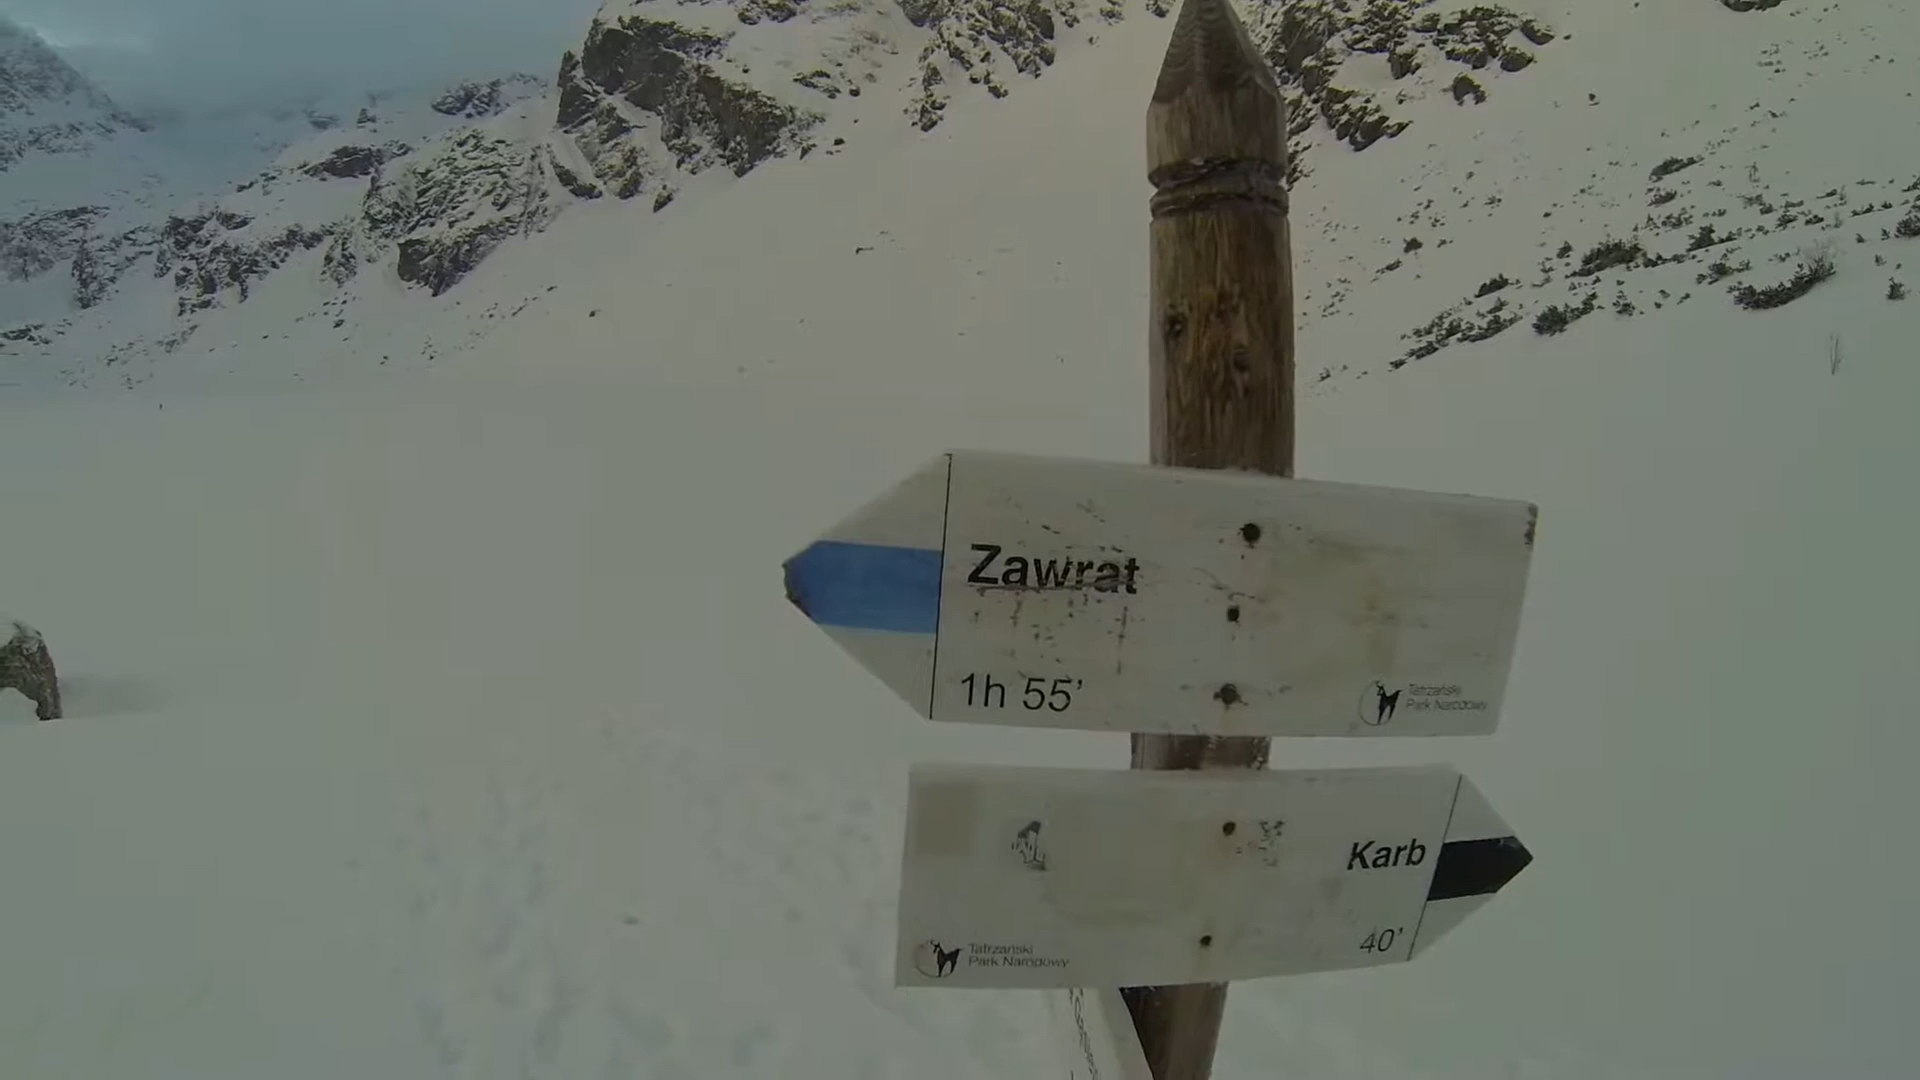 Zawrat
1h 55’
Tatrzański
Park Narodowy
Karb
40’
Tatrzański
Park Narodowy